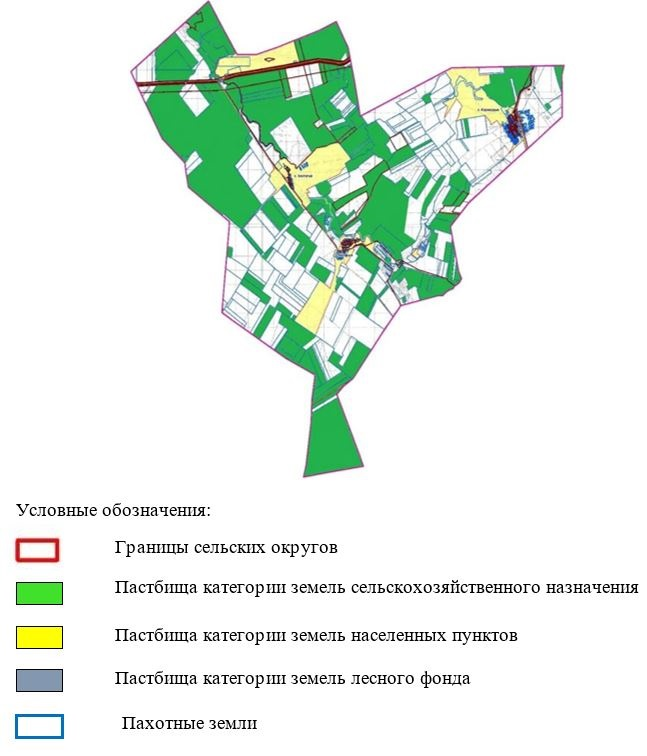 Условные обозначения:
Границы сельских округов
Пастбища категории земель сельскохозяйственного назначения
Пастбища категории земель населенных пунктов
Пастбища категории земель лесного фонда
Пахотные земли